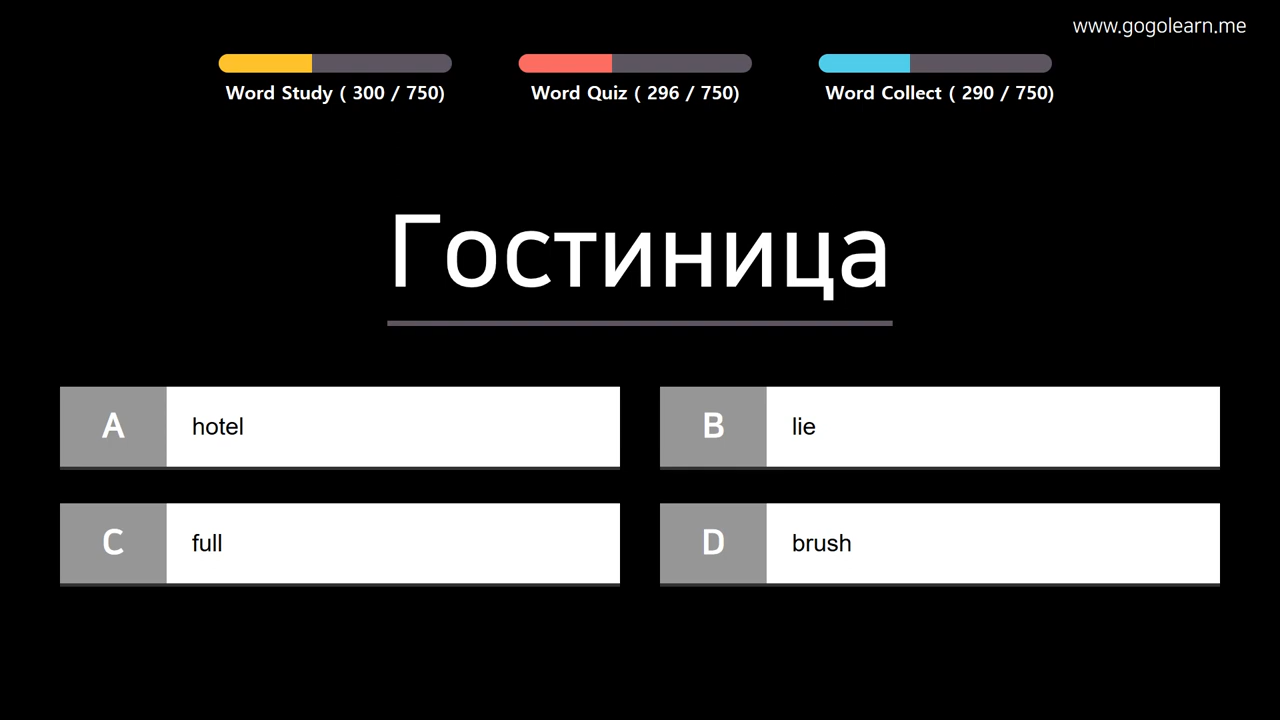 www.gogolearn.me
Word Study ( 300 / 750)
Word Quiz ( 296 / 750)
Word Collect ( 290 / 750)
Гостиница
A
hotel
B
lie
C
full
D
brush